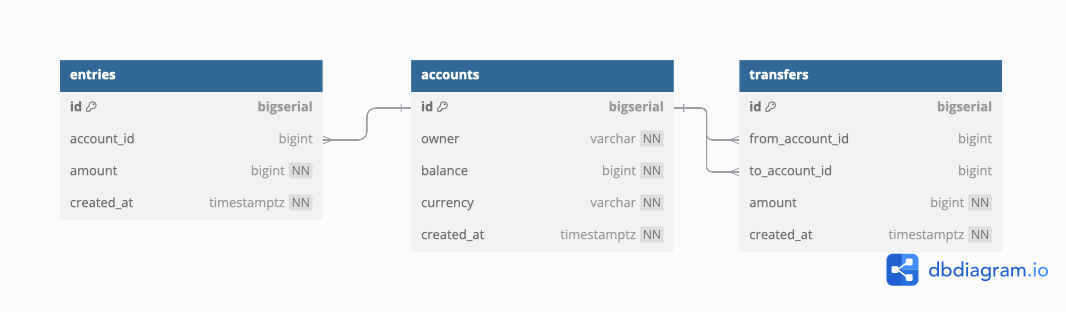 entries
id bigserial
account_id bigint
amount bigint NN
created_at timestamptz NN
accounts
id bigserial
owner varchar NN
balance bigint NN
currency varchar NN
created_at timestamptz NN
transfers
id bigserial
from_account_id bigint
to_account_id bigint
amount bigint NN
created_at timestamptz NN
dbdiagram.io